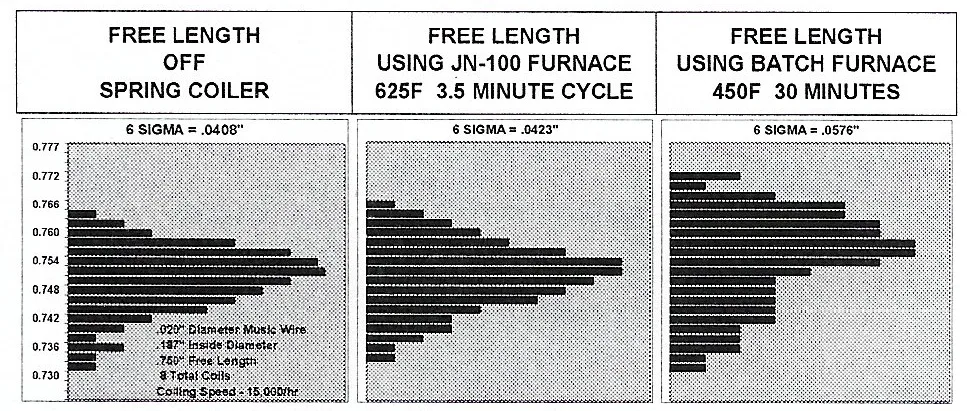 FREE LENGTH
OFF
SPRING COILER
FREE LENGTH
USING JN-100 FURNACE
625F 3.5 MINUTE CYCLE
FREE LENGTH
USING BATCH FURNACE
450F 30 MINUTES
6 SIGMA = .0408"
6 SIGMA = .0423"
6 SIGMA = .0576"
0.777
0.772
0.766
0.760
0.754
0.748
0.742
0.736
0.730
.020" Diameter Music Wire
.187" Inside Diameter
.750" Free Length
8 Total Coils
Coiling Speed - 15,000/hr